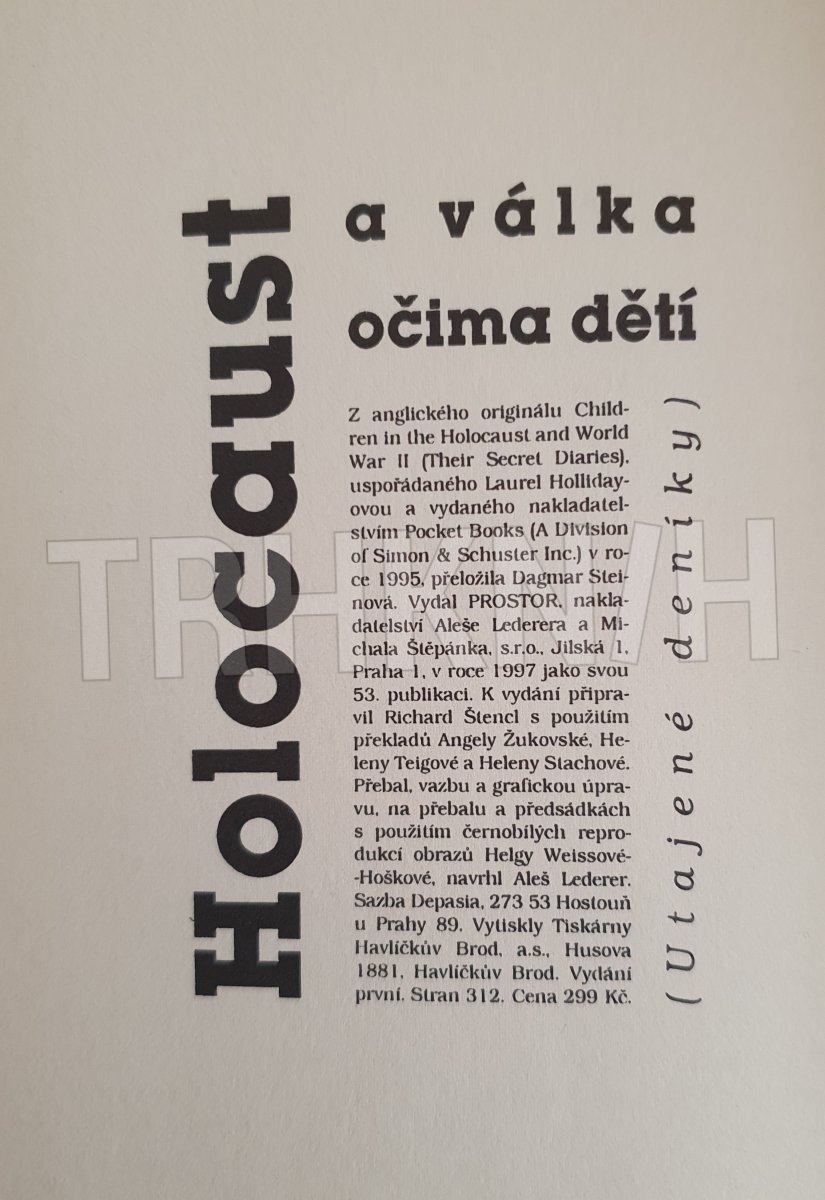 Holocaust
a válka
očima dětí
(Utajené deníky)
Z anglického originálu Child-
ren in the Holocaust and World
War II (Their Secret Diaries),
uspořádaného Laurel Holliday-
ovou a vydaného nakladatel-
stvím Pocket Books (A Division
of Simon & Schuster Inc.) v ro-
ce 1995, přeložila Dagmar Stei-
nová. Vydal PROSTOR, nakla-
datelství Aleše Lederera a Mi-
chala Štěpánka, s.r.o., Jilská 1,
Praha 1, v roce 1997 jako svou
53. publikaci. K vydání připra-
vil Richard Štencl s použitím
překladů Angely Žukovské, He-
leny Teigové a Heleny Stachové.
Přebal, vazbu a grafickou úpra-
vu, na přebalu a předsádkách
s použitím černobílých repro-
dukcí obrazů Helgy Weissové-
-Hoškové, navrhl Aleš Lederer.
Sazba Depasia, 273 53 Hostouň
u Prahy 89. Vytiskly Tiskárny
Havlíčkův Brod, a.s., Husova
1881, Havlíčkův Brod. Vydání
první. Stran 312. Cena 299 Kč.